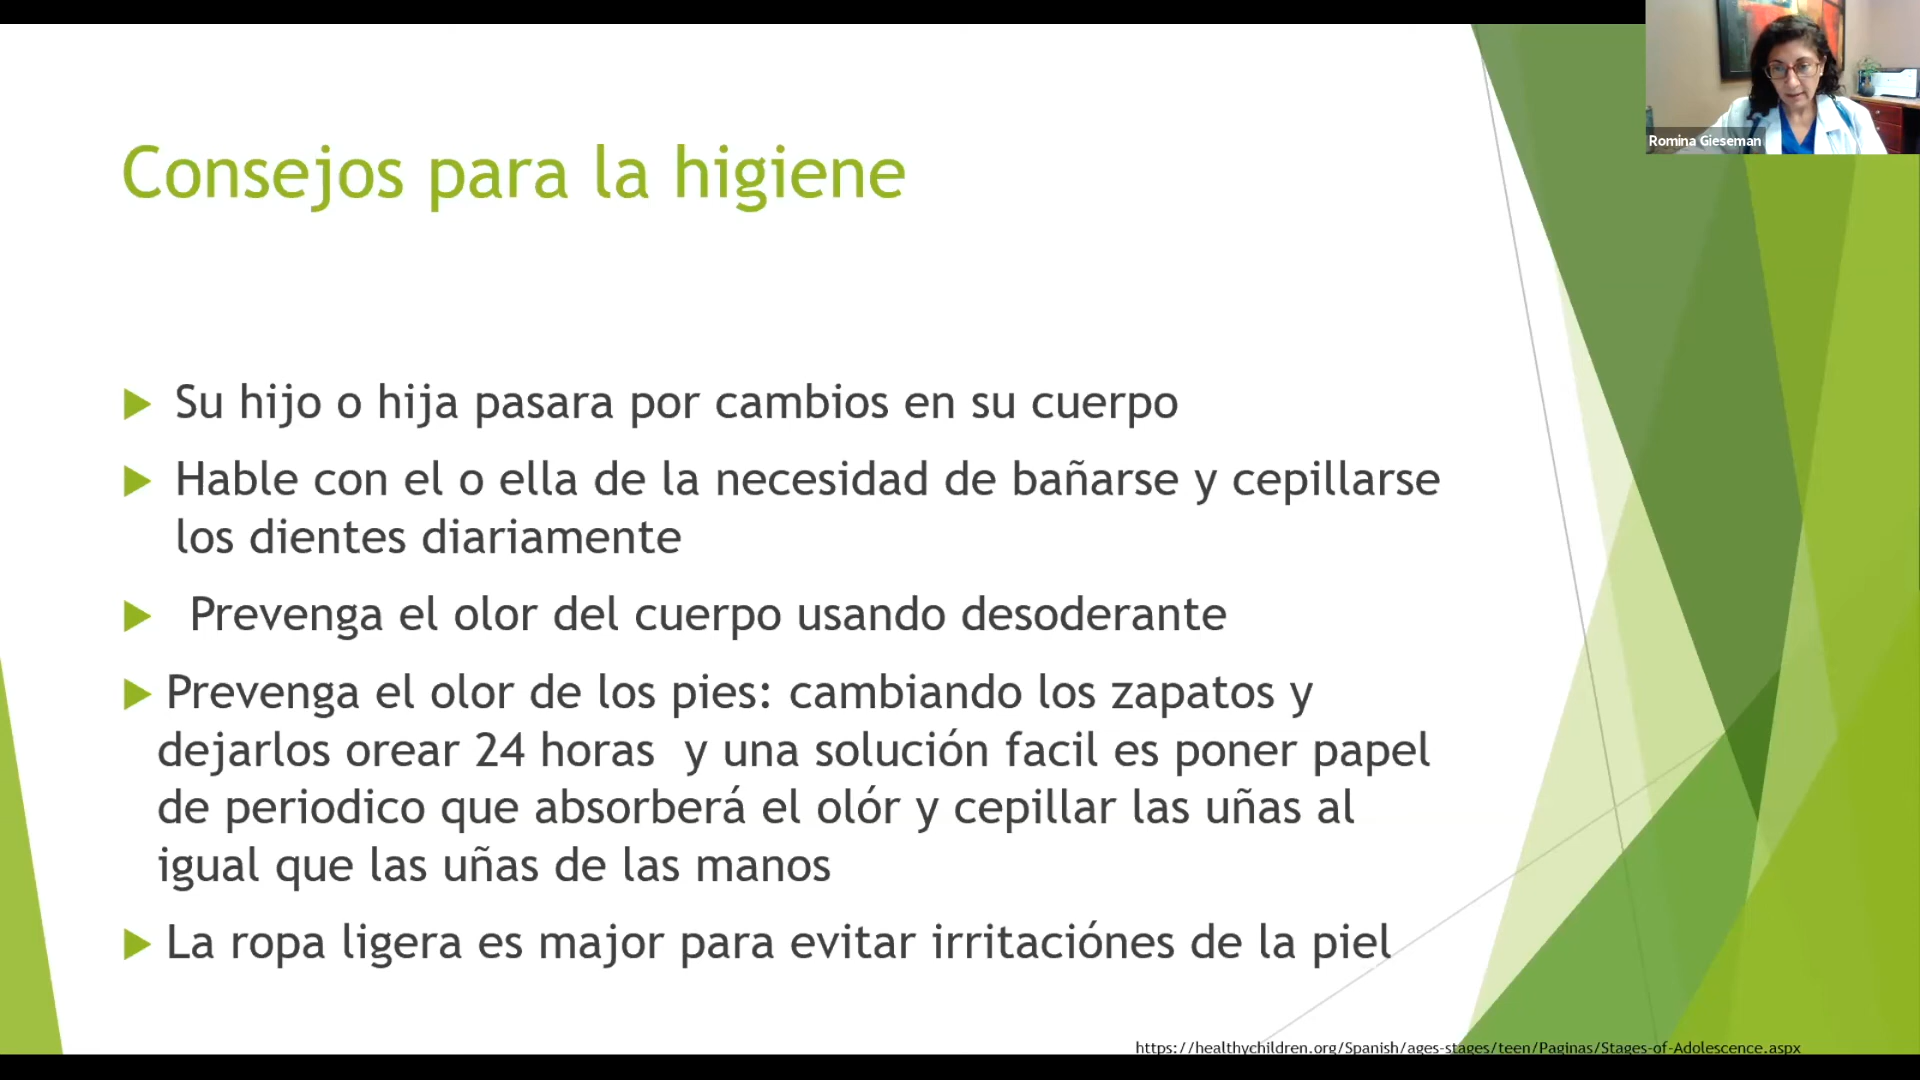 Romina Gieseman
Consejos para la higiene
Su hijo o hija pasara por cambios en su cuerpo
Hable con el o ella de la necesidad de bañarse y cepillarse
los dientes diariamente
Prevenga el olor del cuerpo usando desoderante
Prevenga el olor de los pies: cambiando los zapatos y
dejarlos orear 24 horas y una solución facil es poner papel
de periodico que absorberá el olór y cepillar las uñas al
igual que las uñas de las manos
La ropa ligera es major para evitar irritaciónes de la piel
https://healthychildren.org/Spanish/ages-stages/teen/Paginas/Stages-of-Adolescence.aspx